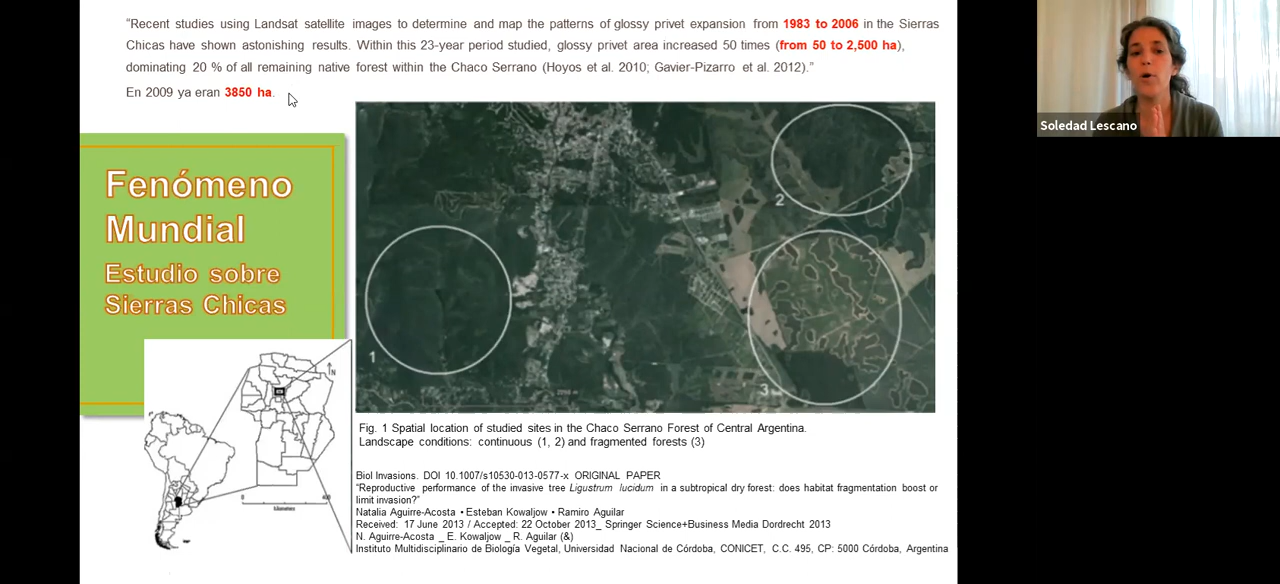 “Recent studies using Landsat satellite images to determine and map the patterns of glossy privet expansion from 1983 to 2006 in the Sierras
Chicas have shown astonishing results. Within this 23-year period studied, glossy privet area increased 50 times (from 50 to 2,500 ha),
dominating 20 % of all remaining native forest within the Chaco Serrano (Hoyos et al. 2010; Gavier-Pizarro et al. 2012).”
En 2009 ya eran 3850 ha.
Soledad Lescano
Fenómeno
Mundial
Estudio sobre
Sierras Chicas
1
2
3
N
0
Fig. 1 Spatial location of studied sites in the Chaco Serrano Forest of Central Argentina.
Landscape conditions: continuous (1, 2) and fragmented forests (3)
Biol Invasions. DOI 10.1007/s10530-013-0577-x ORIGINAL PAPER
“Reproductive performance of the invasive tree Ligustrum lucidum in a subtropical dry forest: does habitat fragmentation boost or
limit invasion?”
Natalia Aguirre-Acosta • Esteban Kowaljow • Ramiro Aguilar
Received: 17 June 2013 / Accepted: 22 October 2013_ Springer Science+Business Media Dordrecht 2013
N. Aguirre-Acosta _ E. Kowaljow _ R. Aguilar (&)
Instituto Multidisciplinario de Biología Vegetal, Universidad Nacional de Córdoba, CONICET, C.C. 495, CP: 5000 Córdoba, Argentina